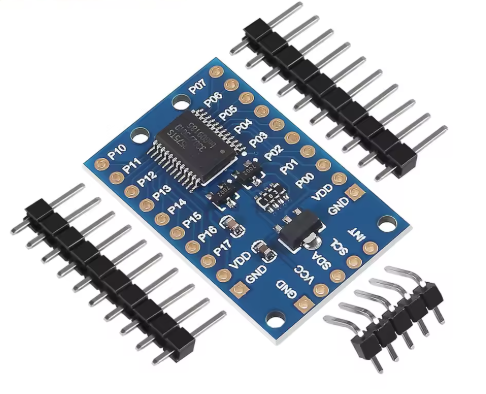 P07
P06
P05
P04
P03
P02
P01
P00
VDD
GND
P10
P11
P12
P13
P14
P15
P16
P17
VDD
GND
INT
SQL
SDA
VCC
GND